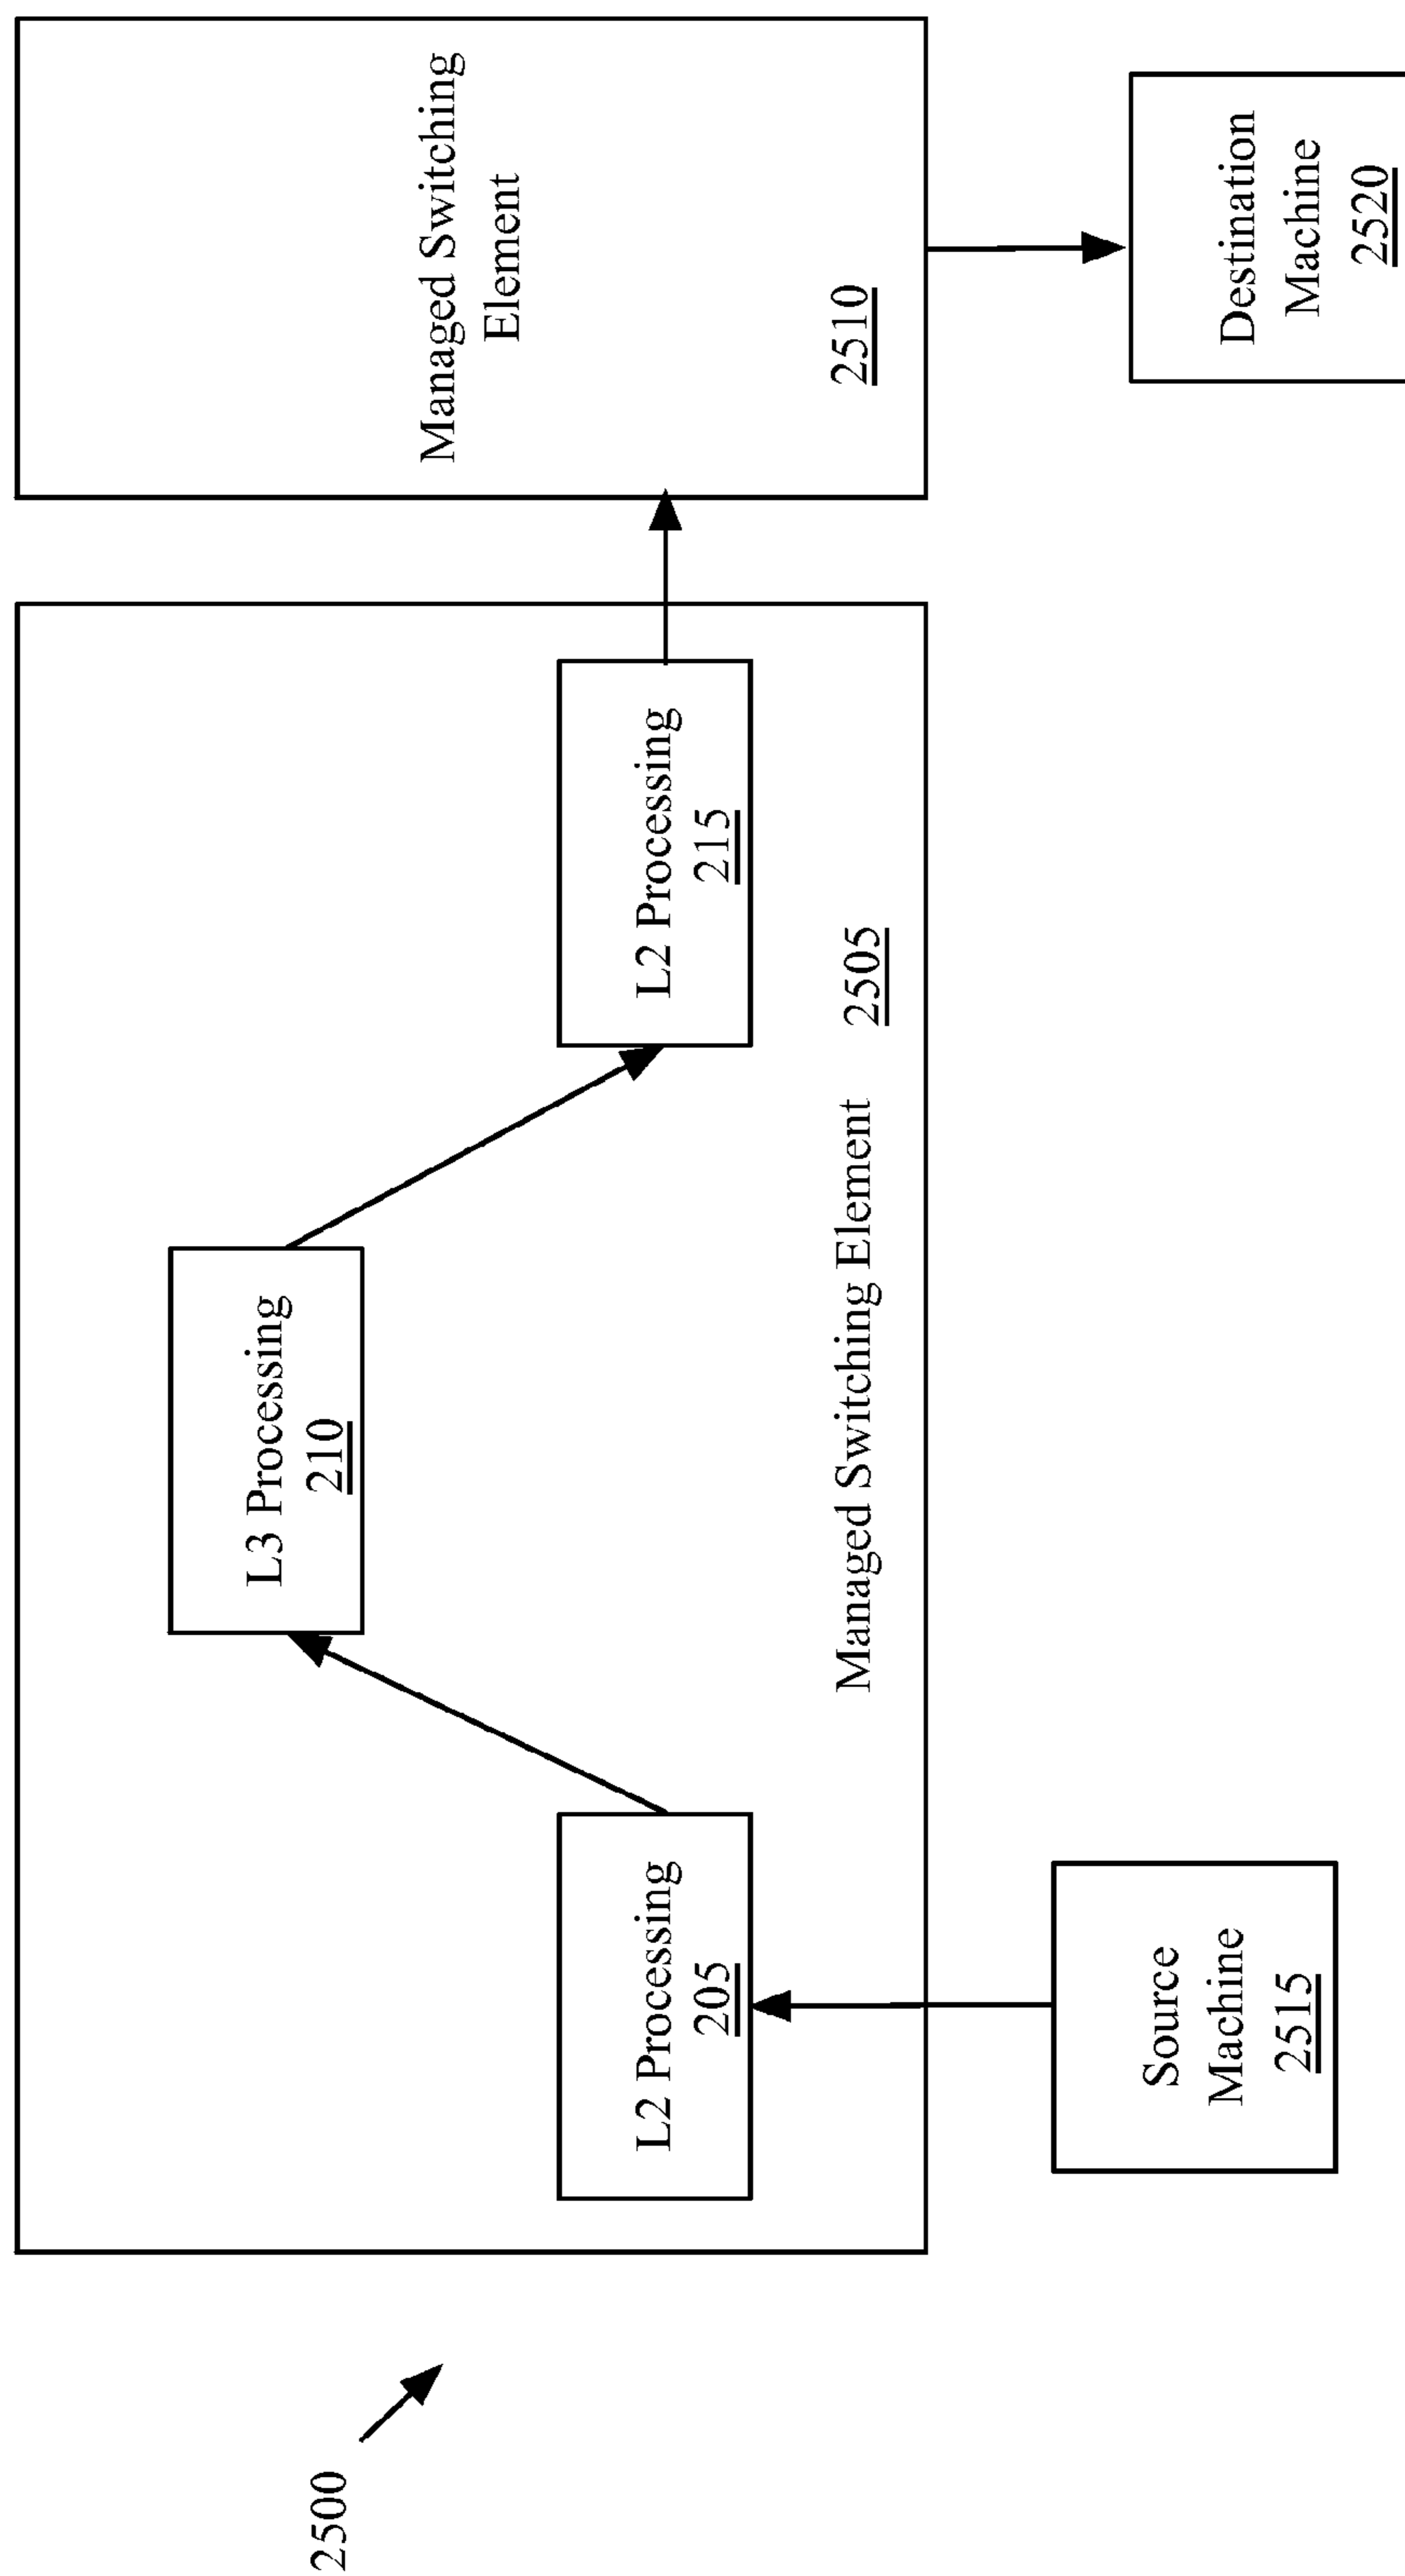 2500
L3 Processing
210
L2 Processing
205
L2 Processing
215
Managed Switching Element
2505
Managed Switching
Element
2510
Source
Machine
2515
Destination
Machine
2520